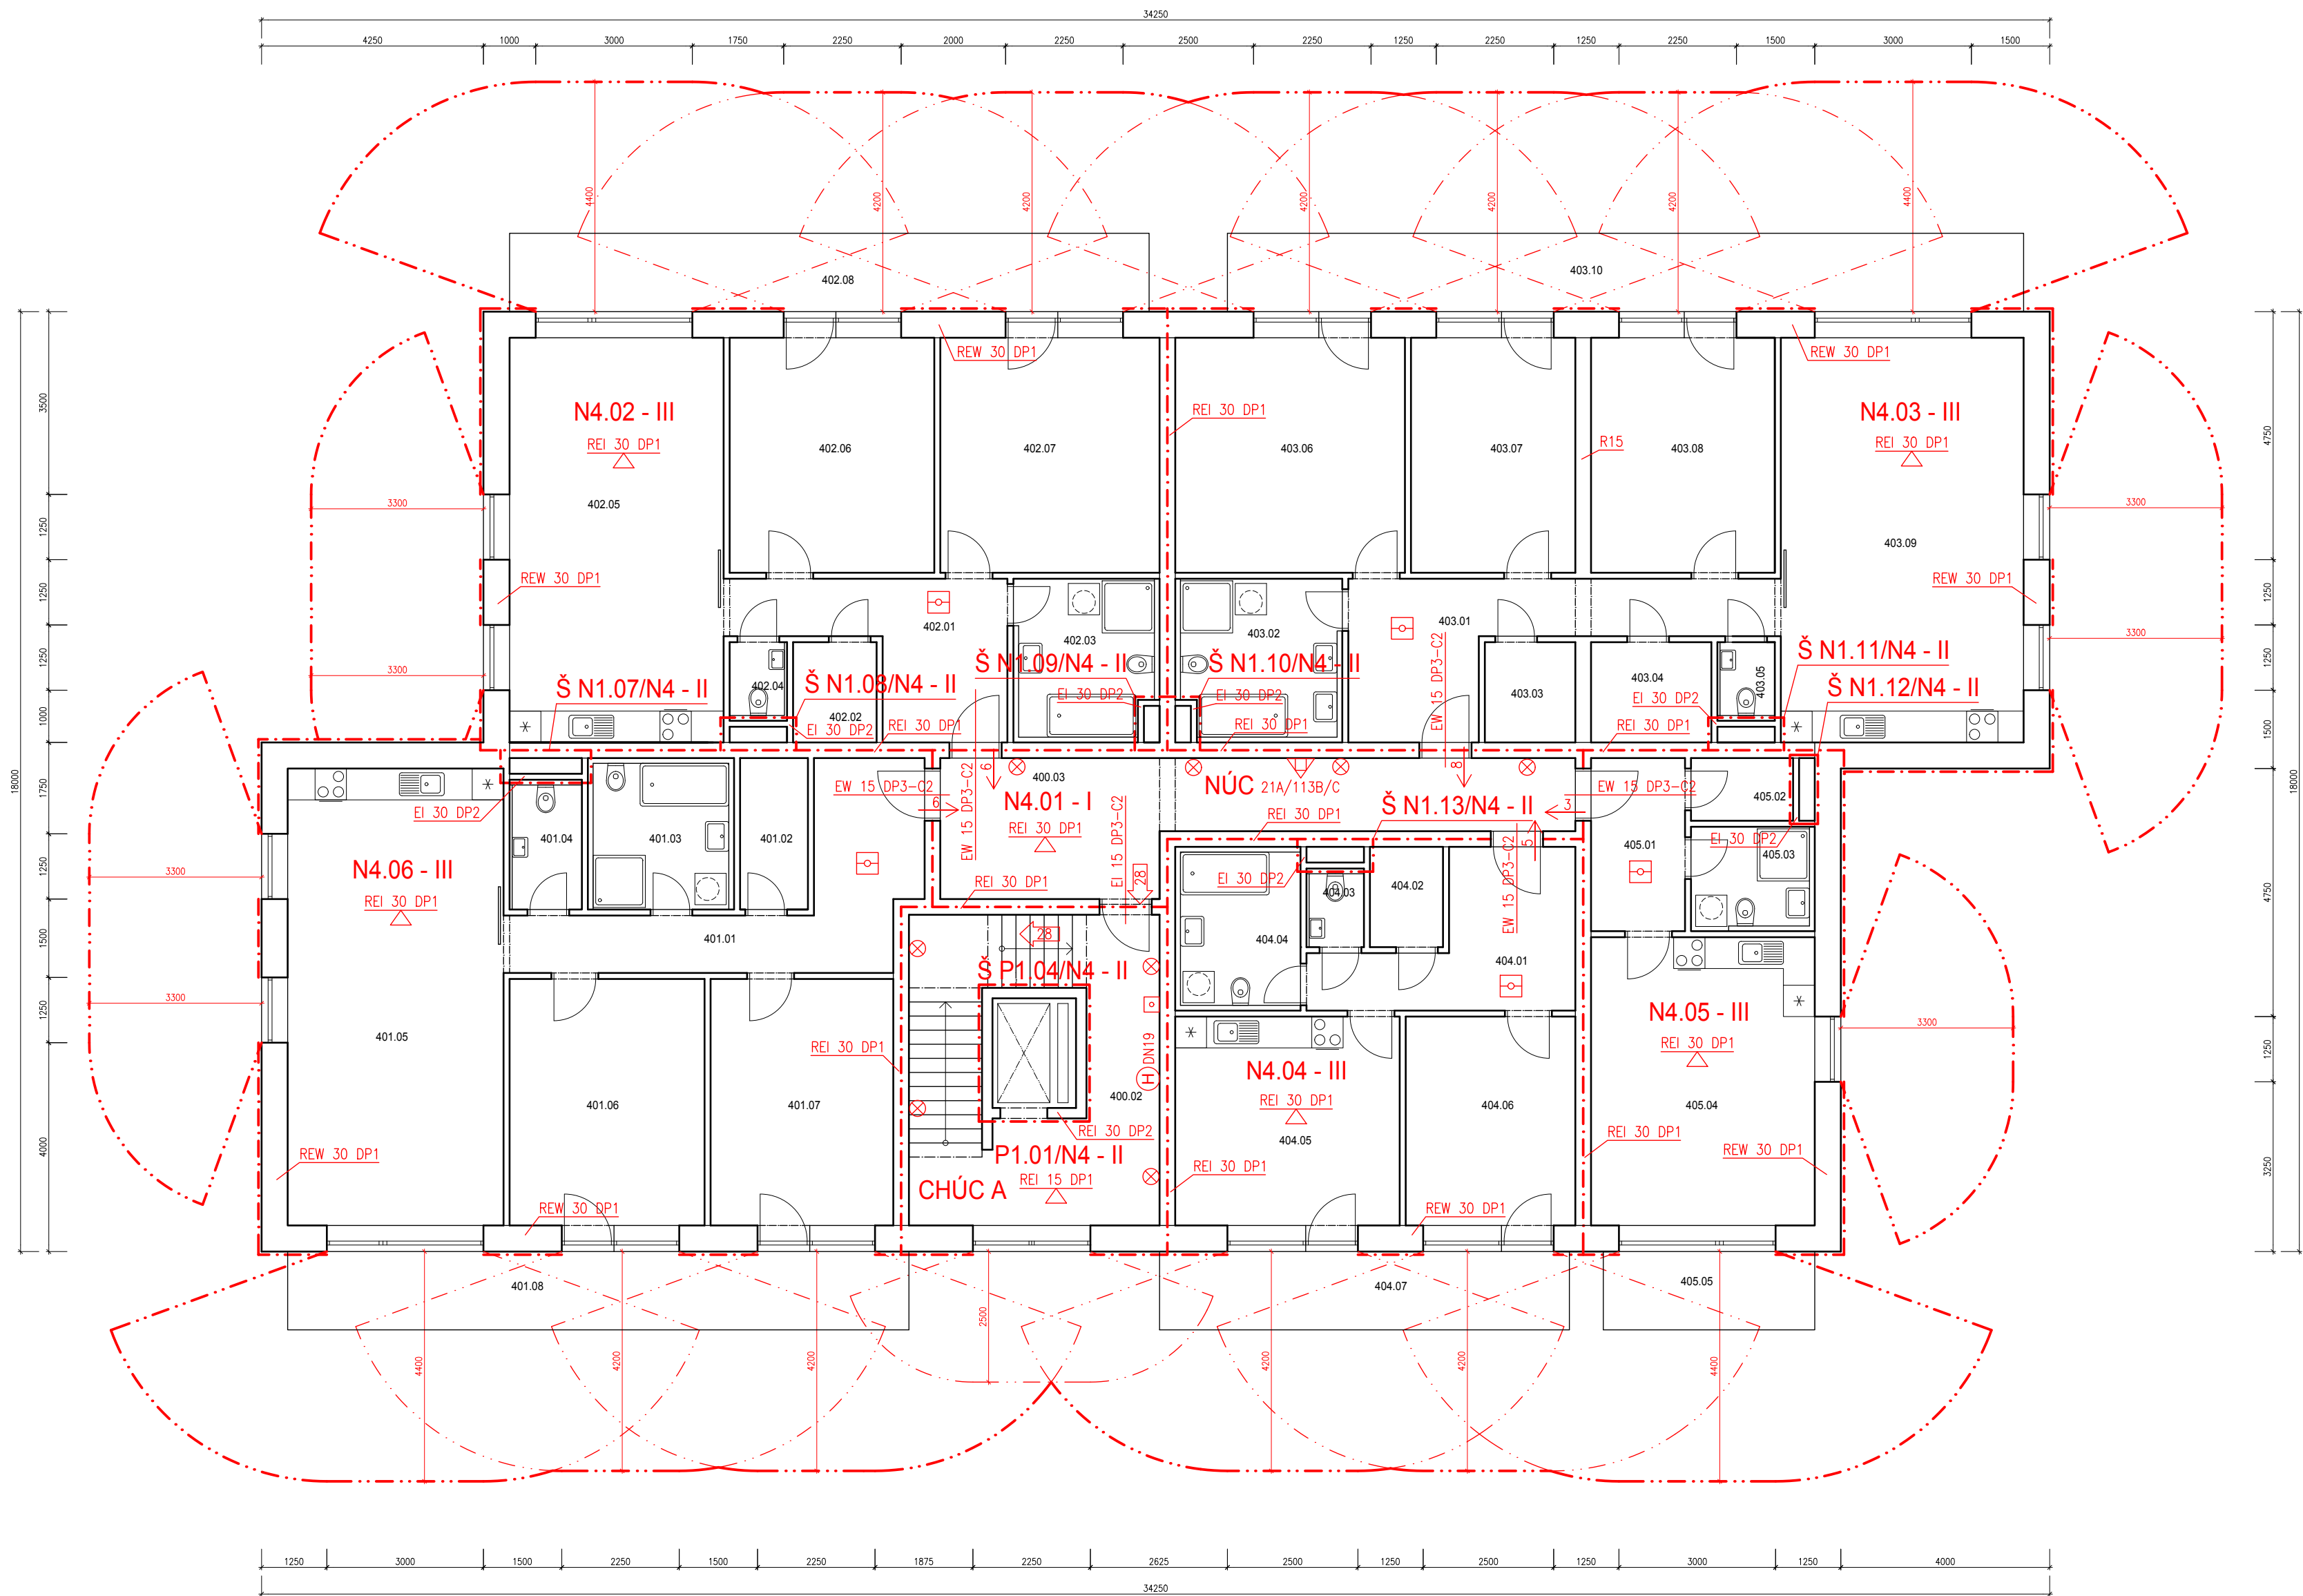 34250
4250 1000 3000 1750 2250 2000 2250 2500 2250 1250 2250 1250 2250 1500 3000 1500
4400 4200 4200 4200 4200 4200 4400
402.08 403.10
REW 30 DP1 REW 30 DP1
N4.02 - III REI 30 DP1 N4.03 - III
REI 30 DP1 R15 REI 30 DP1
402.06 402.07 403.06 403.07 403.08
3300 402.05 3300
403.09
REW 30 DP1 REW 30 DP1
402.01 402.03 403.02 403.01
3300 3300
Š N1.07/N4 - II 402.04 Š N1.08/N4 - II Š N1.09/N4 - II Š N1.10/N4 - II 403.03 403.04 403.05 Š N1.11/N4 - II
Š N1.12/N4 - II
EI 30 DP2 EI 30 DP2 EI 30 DP2
402.02 EI 30 DP2 REI 30 DP1 REI 30 DP1 REI 30 DP1
EW 15 DP3-C2
6 8
400.03
EW 15 DP3-C2 NÚC 21A/113B/C EW 15 DP3-C2
6 N4.01 - I Š N1.13/N4 - II 3 405.02
EI 30 DP2 REI 30 DP1 REI 30 DP1
EW 15 DP3-C2
EI 15 DP3-C2
EW 15 DP3-C2
5
401.04 401.03 401.02 405.01 EI 30 DP2 405.03
3300 N4.06 - III
REI 30 DP1 REI 30 DP1 28 EI 30 DP2 404.03 404.02
401.01 28 404.04
404.01
Š P1.04/N4 - II
3300 N4.05 - III
3300
401.05 REI 30 DP1 REI 30 DP1
H DN19
N4.04 - III
400.02 REI 30 DP1
401.06 401.07 404.06 405.04
REI 30 DP2 404.05 REI 30 DP1
REW 30 DP1 P1.01/N4 - II REW 30 DP1
CHÚC A REI 15 DP1 REI 30 DP1
REW 30 DP1 REW 30 DP1
401.08 404.07 405.05
2500
4400 4200 4200 4200 4200 4400
18000
3500 1250 1250 1250 1000 1750 1250 1500 1250 4000
4750 1250 1250 1500 4750 1250 3250
18000
1250 3000 1500 2250 1500 2250 1875 2250 2625 2500 1250 2500 1250 3000 1250 4000
34250